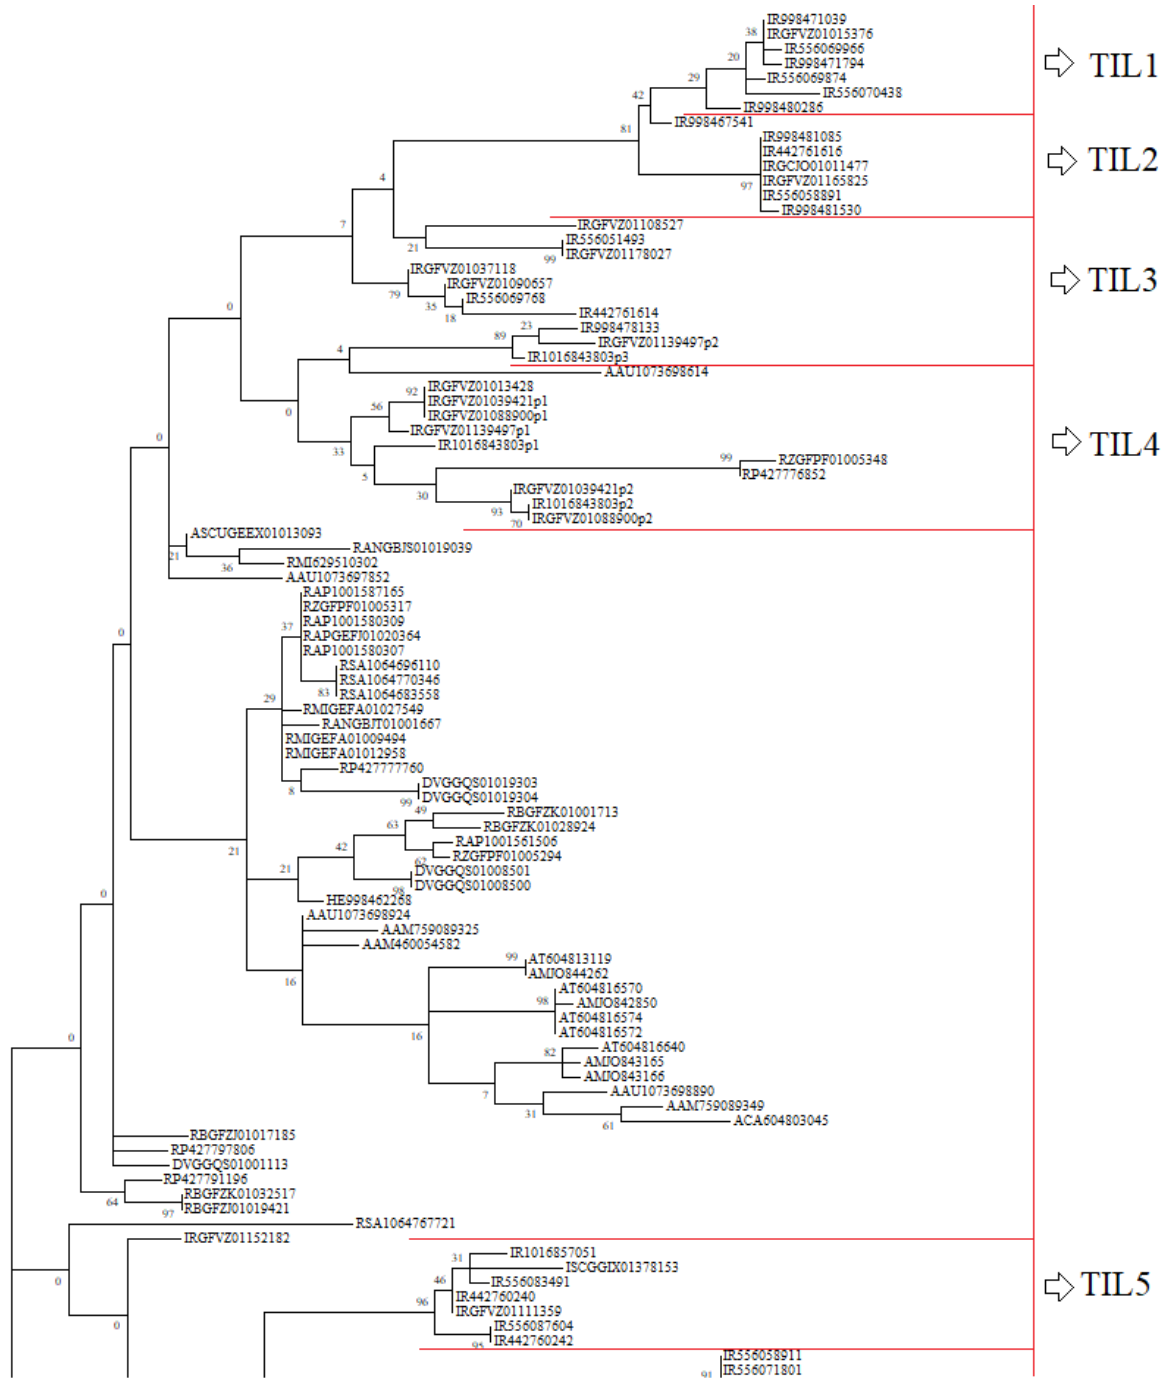 IR998471039
38
IRGFVZ01015376
IR556069966
20
IR998471794
TIL1
29
IR556069874
42
IR556070438
IR998480286
IR998467541
81
IR998481085
IR442761616
TIL2
IRGCJO01011477
4
97
IRGFVZ01165825
IR556058891
IR998481530
7
IRGFVZ01108527
21
IR556051493
99
IRGFVZ01178027
IRGFVZ01037118
79
IRGFVZ01090657
TIL3
35
IR556069768
0
18
IR442761614
23
IR998478133
89
IRGFVZ01139497p2
4
IR1016843803p3
AAU1073698614
92
IRGFVZ01013428
0
56
IRGFVZ01039421p1
IRGFVZ01088900p1
IRGFVZ01139497p1
0
33
IR1016843803p1
TIL4
99
RZGFPF01005348
5
RP427776852
30
IRGFVZ01039421p2
93
IR1016843803p2
70
IRGFVZ01088900p2
ASCUGEEX01013093
21
RANGBJS01019039
36
RMI629510302
AAU1073697852
RAP1001587165
RZGFPF01005317
37
RAP1001580309
0
RAPGEFJ01020364
RAP1001580307
RSA1064696110
RSA1064770346
83
RSA1064683558
29
RMIGEFA01027549
RANGBJT01001667
RMIGEFA01009494
RMIGEFA01012958
RP427777760
8
DVGGQS01019303
99
DVGGQS01019304
49
RBGFZK01001713
63
RBGFZK01028924
21
42
RAP1001561506
62
RZGFPF01005294
21
DVGGQS01008501
98
DVGGQS01008500
0
HE998462268
AAU1073698924
AAM759089325
AAM460054582
99
AT604813119
16
AMJO844262
AT604816570
98
AMJO842850
AT604816574
16
AT604816572
0
82
AT604816640
AMJO843165
AMJO843166
7
AAU1073698890
31
AAM759089349
61
ACA604803045
RBGFZJ01017185
RP427797806
DVGGQS01001113
RP427791196
64
RBGFZK01032517
97
RBGFZJ01019421
RSA1064767721
IRGFVZ01152182
31
IR1016857051
0
46
ISCGGIX01378153
IR556083491
TIL5
96
IR442760240
IRGFVZ01111359
0
IR556087604
95
IR442760242
IR556058911
91
IR556071801